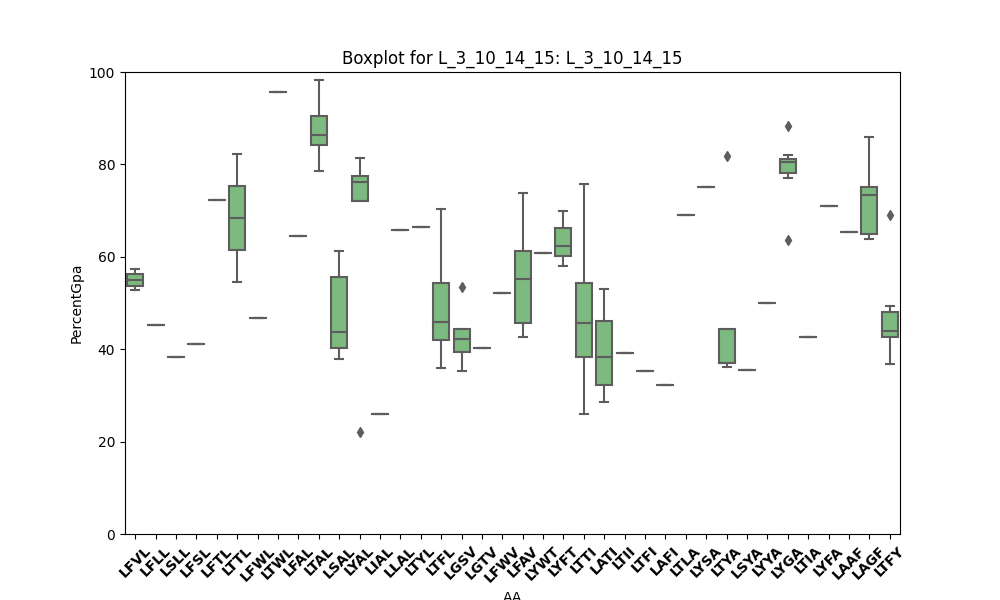 Boxplot for L_3_10_14_15: L_3_10_14_15
PercentGpa
100
80
60
40
20
0
LFVL LFLL LSLL LFSL LFTL LTTL LFWL LTWL LFAL LTAL LSAL LYAL LIAL LLAL LTYL LTFL LGSV LGTV LFWV LFAV LYWT LYFT LTTI LATI LTII LTFI LAFI LTLA LYSA LTYA LSYA LYYA LYGA LTIA LYFA LAAF LAGF LTFY
AA